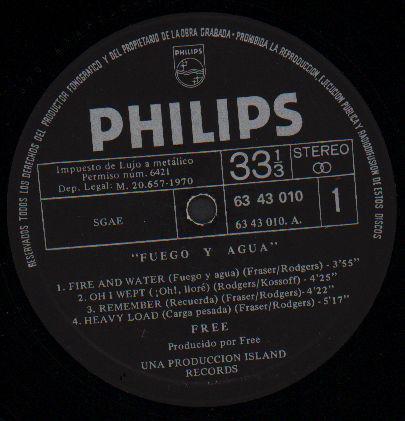 RESERVADOS TODOS LOS DERECHOS DEL PRODUCTOR FONOGRAFICO Y DEL PROPIETARIO DE LA OBRA GRABADA · PROHIBIDA LA REPRODUCCION, EJECUCION PUBLICA Y RADIODIFUSION DE ESTOS DISCOS
PHILIPS
PHILIPS
Impuesto de Lujo a metálico
Permiso núm. 6421
Dep. Legal: M. 20.657-1970
33 1/3
STEREO
SGAE
63 43 010
63 43 010. A.
1
"FUEGO Y AGUA"
1. FIRE AND WATER (Fuego y agua) (Fraser/Rodgers) - 3'55"
2. OH I WEPT (¡Oh!, lloré) (Rodgers/Kossoff) - 4'25"
3. REMEMBER (Recuerda) (Fraser/Rodgers)- 4'22"
4. HEAVY LOAD (Carga pesada) (Fraser/Rodgers) - 5'17"
FREE
Producido por Free
UNA PRODUCCION ISLAND
RECORDS